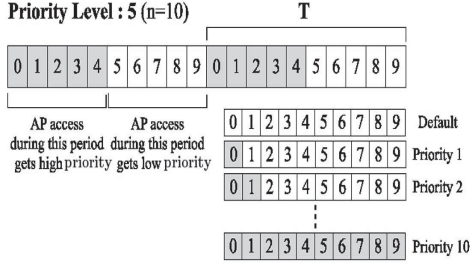 Priority Level : 5 (n=10)
T
0 1 2 3 4 5 6 7 8 9 0 1 2 3 4 5 6 7 8 9
AP access during this period gets high priority
AP access during this period gets low priority
0 1 2 3 4 5 6 7 8 9 Default
0 1 2 3 4 5 6 7 8 9 Priority 1
0 1 2 3 4 5 6 7 8 9 Priority 2
0 1 2 3 4 5 6 7 8 9 Priority 10